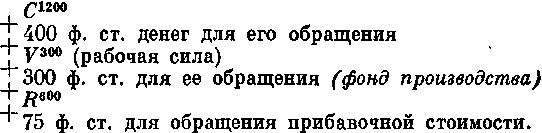 + C¹²⁰⁰
+ 400 ф. ст. денег для его обращения
+ V³⁰⁰ (рабочая сила)
+ 300 ф. ст. для ее обращения (фонд производства)
+ R⁶⁰⁰
+ 75 ф. ст. для обращения прибавочной стоимости.